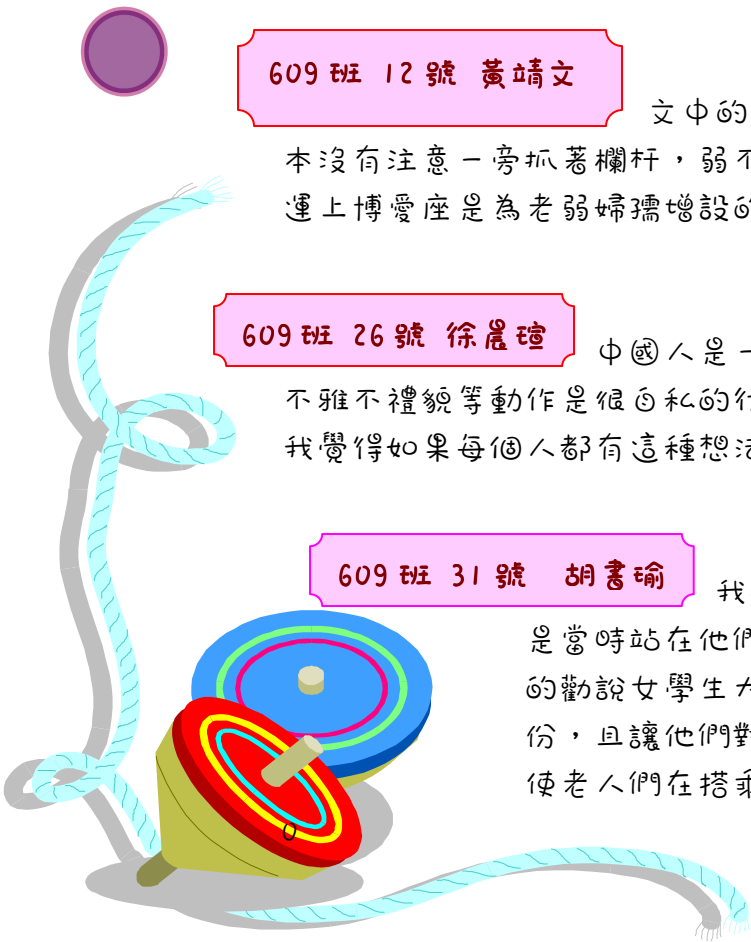 609班 12號 黃靖文
文中的
本沒有注意一旁抓著欄杆，弱不
運上博愛座是為老弱婦孺增設的
609班 26號 徐晨瑄
中國人是一
不雅不禮貌等動作是很自私的行
我覺得如果每個人都有這種想法
609班 31號 胡書瑜
我
是當時站在他們
的勸說女學生
份，且讓他們對
使老人們在搭乘